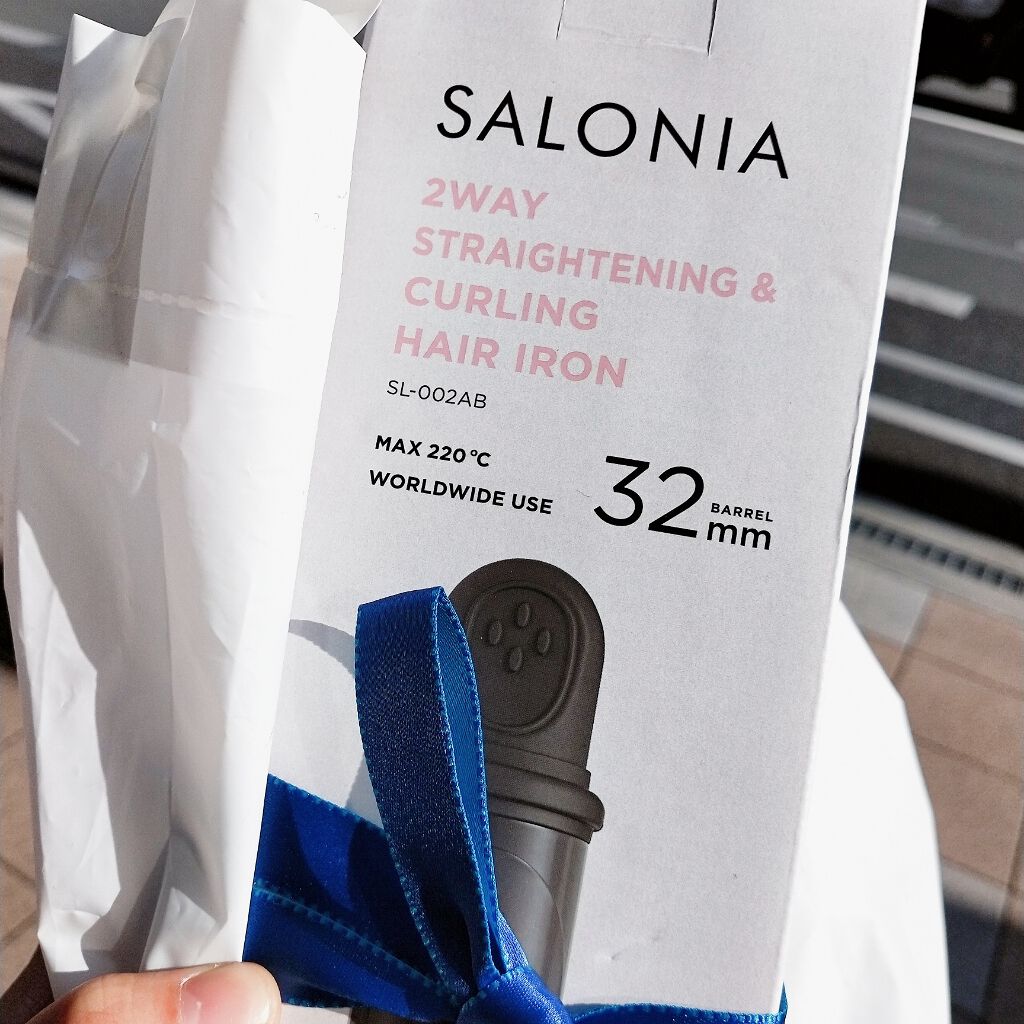 SALONIA
2WAY
STRAIGHTENING &
CURLING
HAIR IRON
SL-002AB
MAX 220℃
WORLDWIDE USE
32 BARREL mm